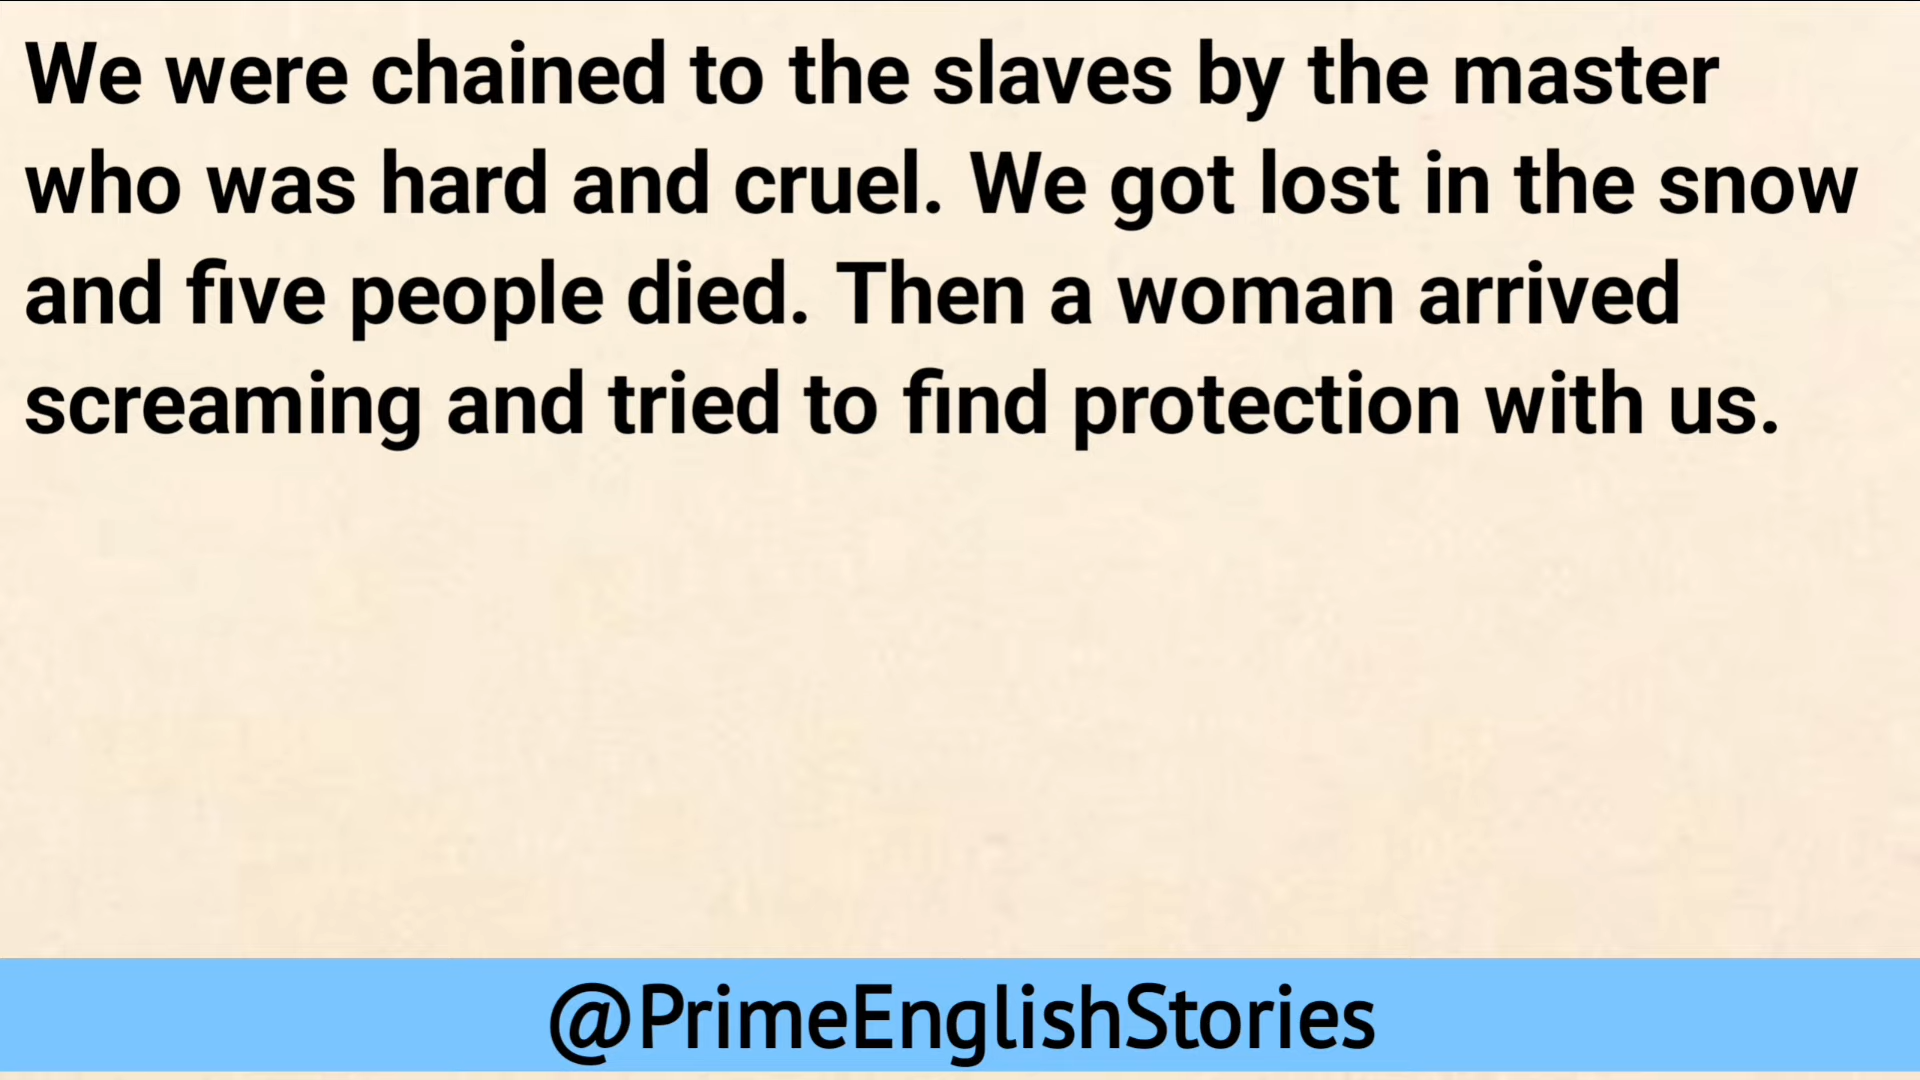 We were chained to the slaves by the master
who was hard and cruel. We got lost in the snow
and five people died. Then a woman arrived
screaming and tried to find protection with us.
@PrimeEnglishStories